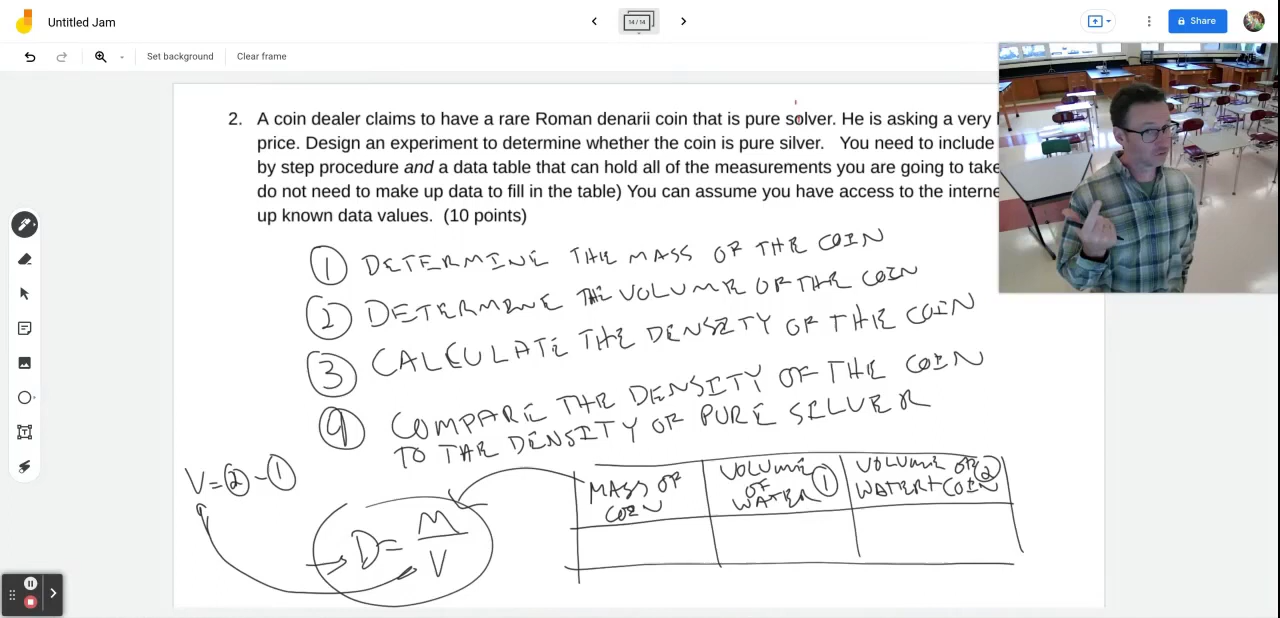 Untitled Jam
14 / 14
Share
Set background
Clear frame
2. A coin dealer claims to have a rare Roman denarii coin that is pure solver. He is asking a very
price. Design an experiment to determine whether the coin is pure silver. You need to include
by step procedure and a data table that can hold all of the measurements you are going to take
do not need to make up data to fill in the table) You can assume you have access to the interne
up known data values. (10 points)
① DETERMINE THE MASS OF THE COIN
② DETERMINE THE VOLUME OF THE COIN
③ CALCULATE THE DENSITY OF THE COIN
④ COMPARE THE DENSITY OF THE COIN
TO THE DENSITY OF PURE SILVER
V=②-①
D=M/V
MASS OF
COIN
VOLUME
OF
WATER ①
VOLUME OF ②
WATER+COIN